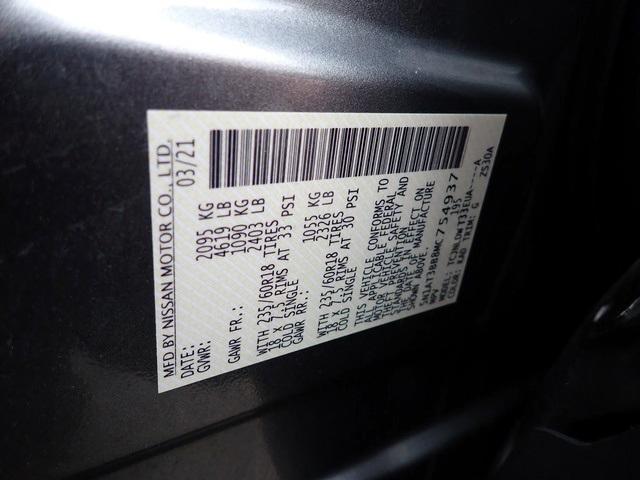 MFD BY NISSAN MOTOR CO., LTD.
DATE: 03/21
GVWR: 2095 KG
4619 LB
GAWR FR.: 1090 KG
2403 LB
WITH 235/60R18 TIRES
18 X 7.5 RIMS AT 33 PSI
COLD SINGLE
GAWR RR.: 1055 KG
2326 LB
WITH 235/60R18 TIRES
18 X 7.5 RIMS AT 30 PSI
COLD SINGLE
THIS VEHICLE CONFORMS TO
ALL APPLICABLE FEDERAL
MOTOR VEHICLE SAFETY AND
THEFT PREVENTION
STANDARDS IN EFFECT ON
THE DATE OF MANUFACTURE
SHOWN ABOVE.
MC754937
195
MODEL:
COLOR: KAD TRIM: G ZS30A